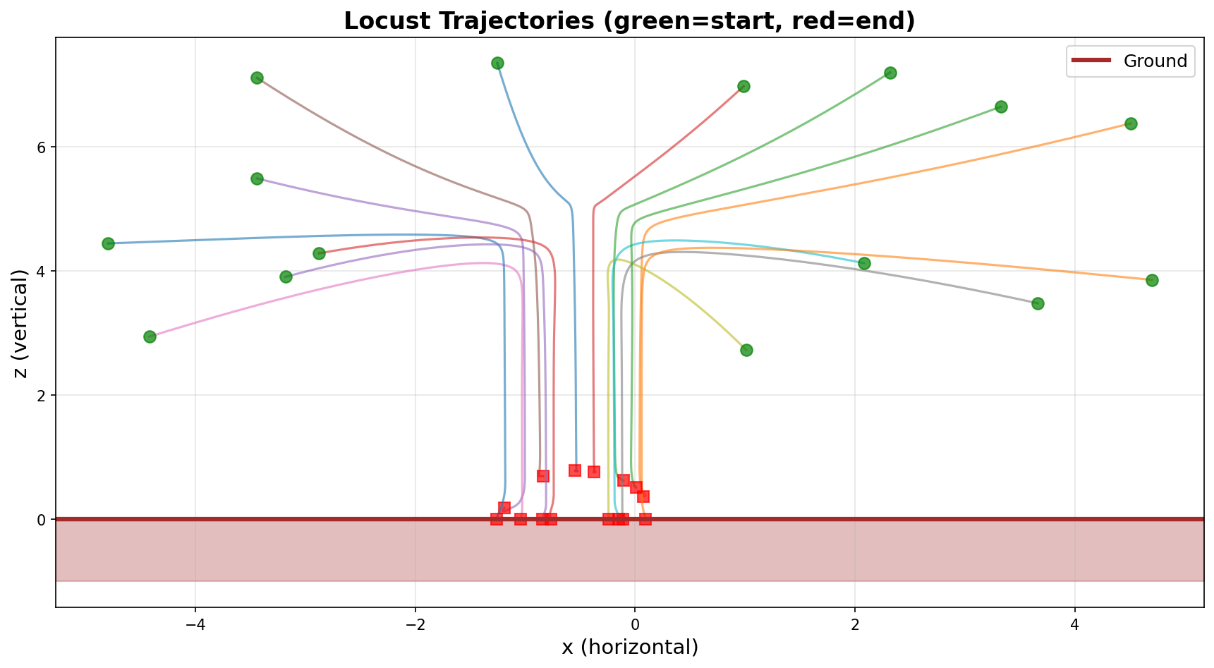 Locust Trajectories (green=start, red=end)
Ground
z (vertical)
6
4
2
0
−4
−2
0
2
4
x (horizontal)